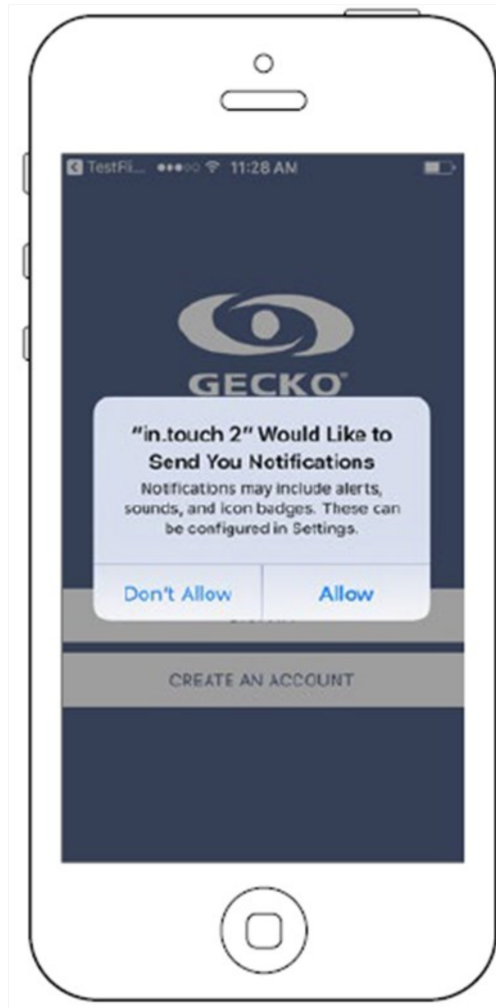 TestFli... 11:28 AM
GECKO
"in.touch 2" Would Like to
Send You Notifications
Notifications may include alerts,
sounds, and icon badges. These can
be configured in Settings.
Don't Allow Allow
CREATE AN ACCOUNT